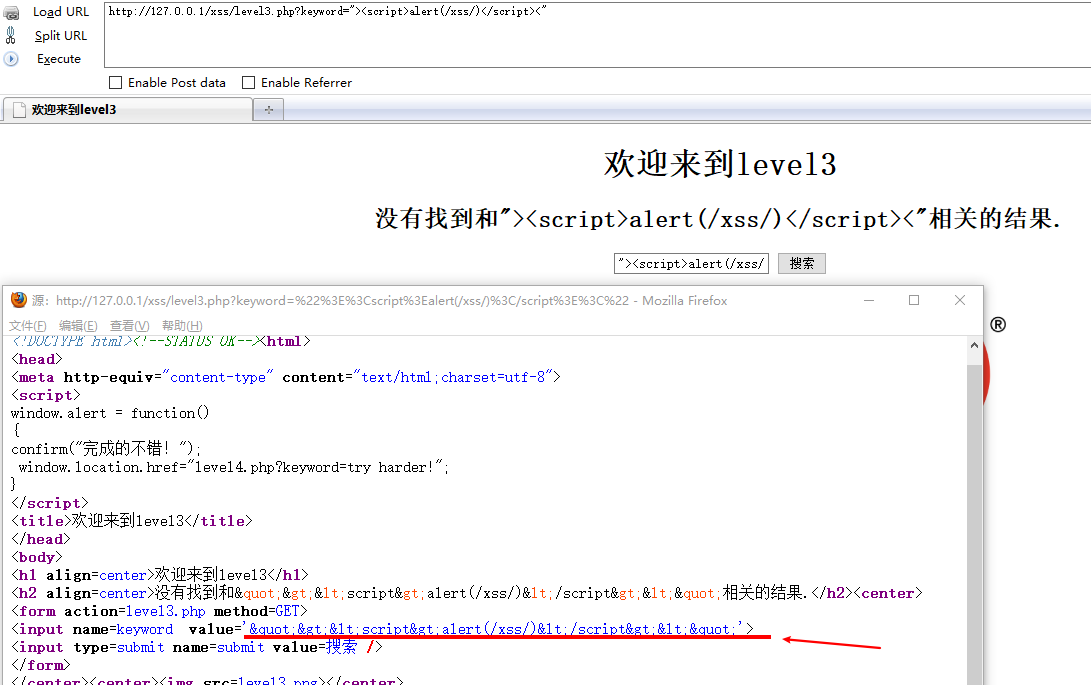 Load URL
http://127.0.0.1/xss/level3.php?keyword="><script>alert(/xss/)</script><"
Split URL
Execute
Enable Post data Enable Referrer
欢迎来到level3
欢迎来到level3
没有找到和"><script>alert(/xss/)</script><"相关的结果.
"><script>alert(/xss/ 搜索
源: http://127.0.0.1/xss/level3.php?keyword=%22%3E%3Cscript%3Ealert(/xss/)%3C/script%3E%3C%22 - Mozilla Firefox
文件(F) 编辑(E) 查看(V) 帮助(H)
®
<!DOCTYPE html><!--STATUS OK--><html>
<head>
<meta http-equiv="content-type" content="text/html;charset=utf-8">
<script>
window.alert = function()
{
confirm("完成的不错！");
window.location.href="level4.php?keyword=try harder!";
}
</script>
<title>欢迎来到level3</title>
</head>
<body>
<h1 align=center>欢迎来到level3</h1>
<h2 align=center>没有找到和&quot;&gt;&lt;script&gt;alert(/xss/)&lt;/script&gt;&lt;&quot;相关的结果.</h2><center>
<form action=level3.php method=GET>
<input name=keyword  value='&quot;&gt;&lt;script&gt;alert(/xss/)&lt;/script&gt;&lt;&quot;'>
<input type=submit name=submit value=搜索 />
</form>
</center><center><img src=level3.png></center>